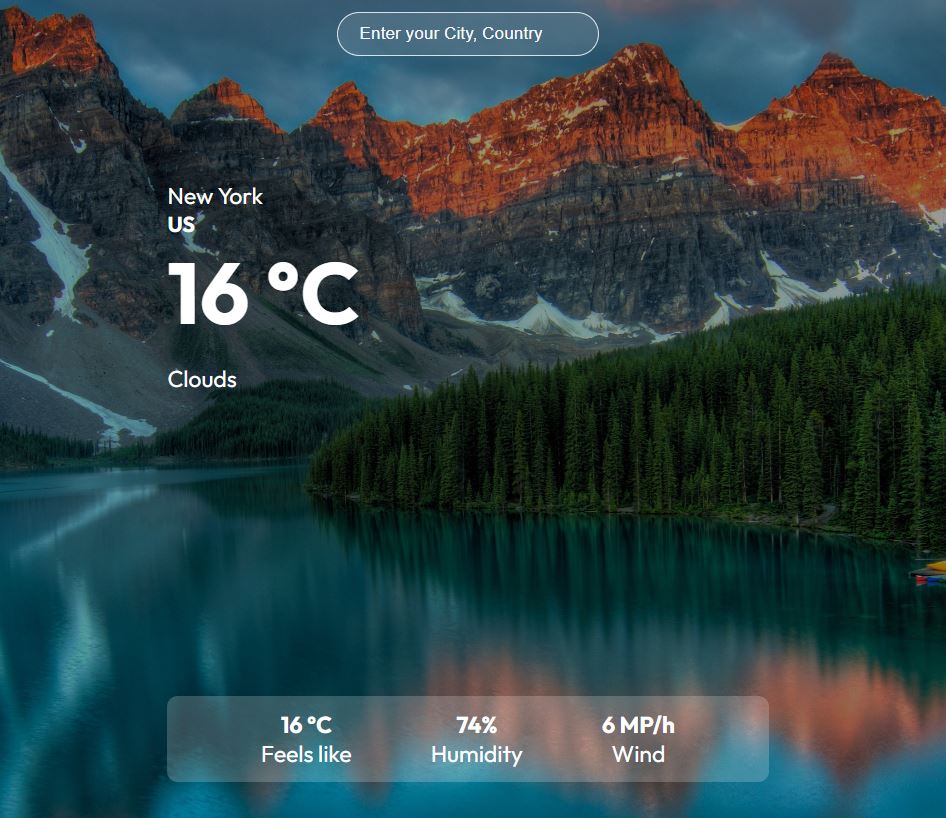 Enter your City, Country
New York
US
16 °C
Clouds
16 °C
74%
6 MP/h
Feels like
Humidity
Wind